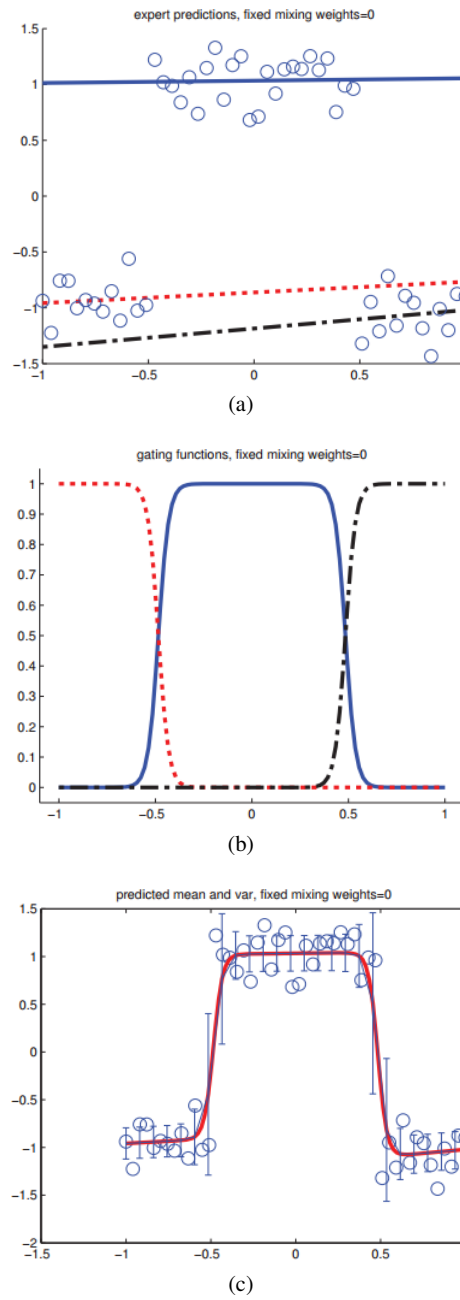 expert predictions, fixed mixing weights=0
1.5
1
0.5
0
−0.5
−1
−1.5
−1 −0.5 0 0.5
(a)
gating functions, fixed mixing weights=0
1
0.9
0.8
0.7
0.6
0.5
0.4
0.3
0.2
0.1
0
−1 −0.5 0 0.5 1
(b)
predicted mean and var, fixed mixing weights=0
1.5
1
0.5
0
−0.5
−1
−1.5
−2
−1.5 −1 −0.5 0 0.5
(c)